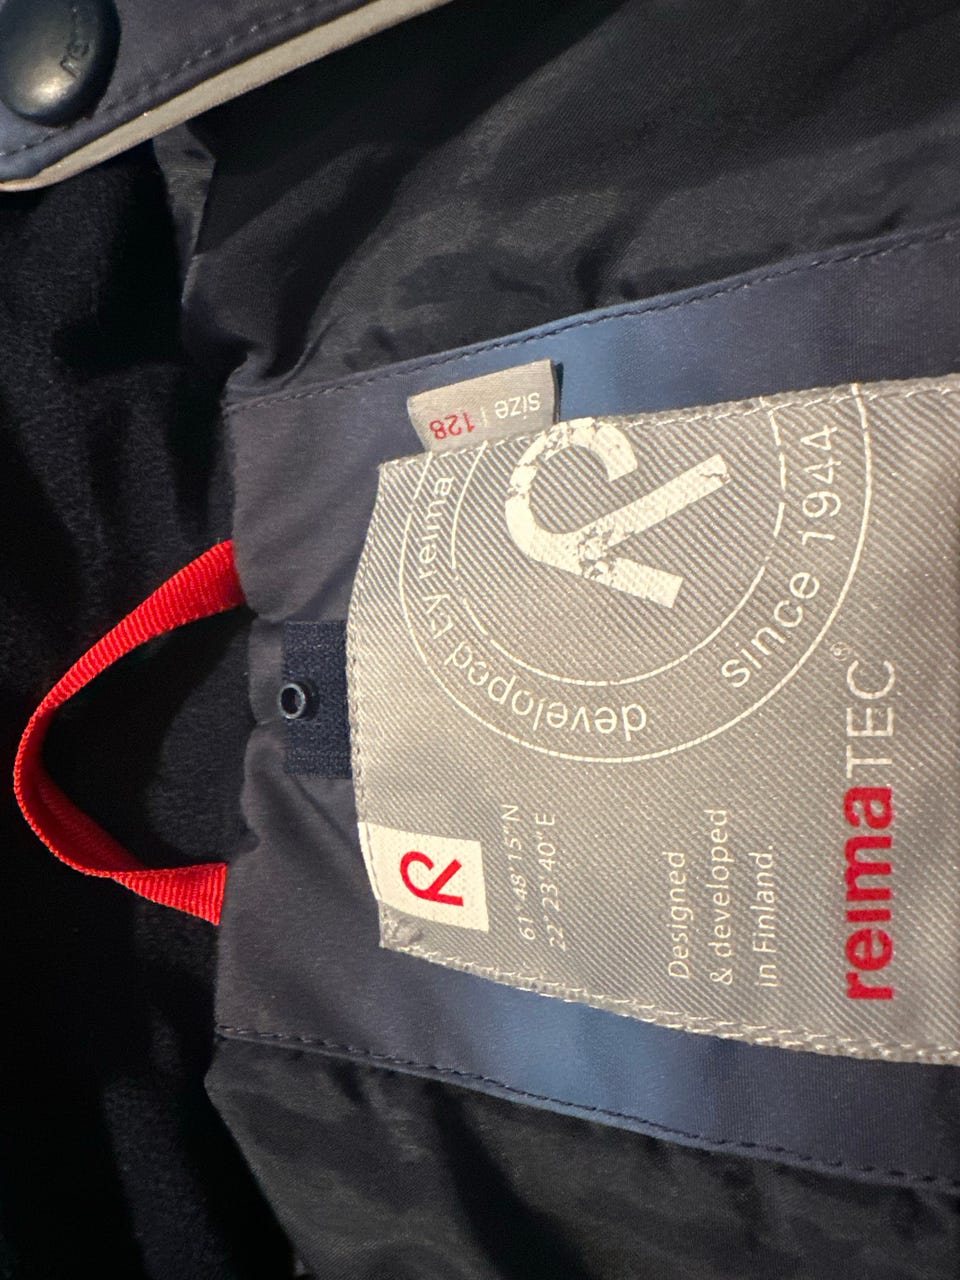 R
61° 48' 15" N
22° 23' 40" E
Designed
& developed
in Finland.
reimaTEC®
developed by reima
R
since 1944
size | 128